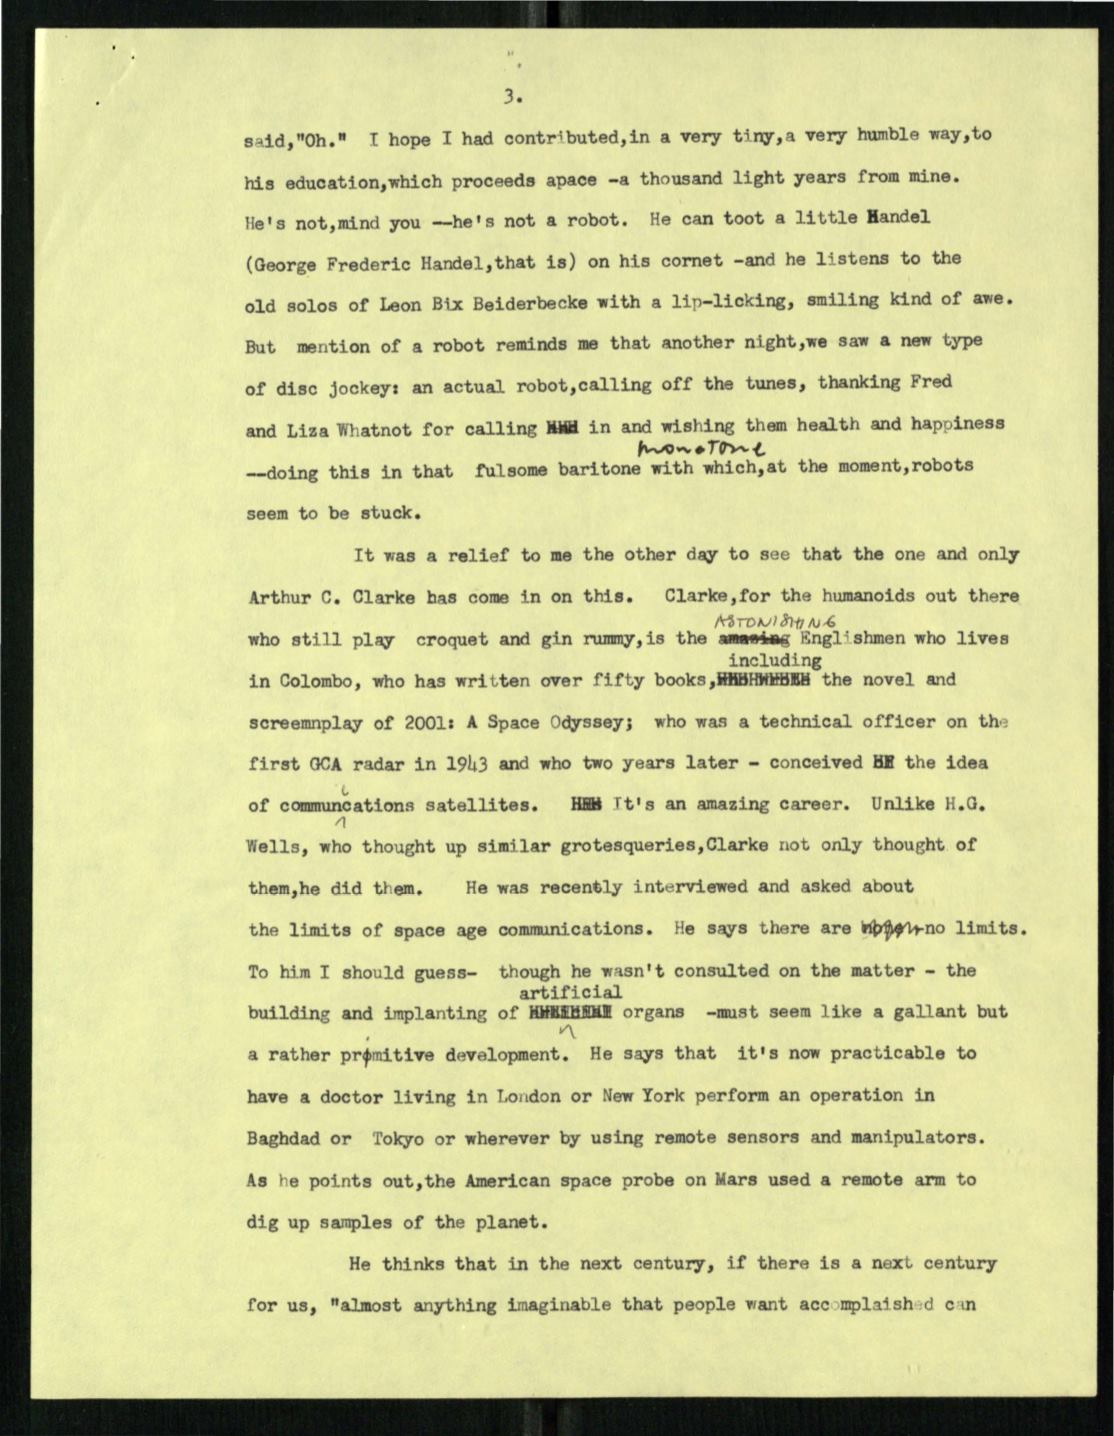 3.
said,"Oh." I hope I had contributed,in a very tiny,a very humble way,to
his education,which proceeds apace -a thousand light years from mine.
He's not,mind you --he's not a robot. He can toot a little Handel
(George Frederic Handel,that is) on his cornet -and he listens to the
old solos of Leon Bix Beiderbecke with a lip-licking, smiling kind of awe.
But mention of a robot reminds me that another night,we saw a new type
of disc jockey: an actual robot,calling off the tunes, thanking Fred
and Liza Whatnot for calling in and wishing them health and happiness
monotone
--doing this in that fulsome baritone with which,at the moment,robots
seem to be stuck.
It was a relief to me the other day to see that the one and only
Arthur C. Clarke has come in on this. Clarke,for the humanoids out there
ASTONISHING
who still play croquet and gin rummy,is the amazing Englishmen who lives
including
in Colombo, who has written over fifty books, the novel and
screemnplay of 2001: A Space Odyssey; who was a technical officer on the
first GCA radar in 1943 and who two years later - conceived the idea
i
of communcations satellites. It's an amazing career. Unlike H.G.
Wells, who thought up similar grotesqueries,Clarke not only thought of
them,he did them. He was recently interviewed and asked about
the limits of space age communications. He says there are no limits.
To him I should guess- though he wasn't consulted on the matter - the
artificial
building and implanting of organs -must seem like a gallant but
a rather primitive development. He says that it's now practicable to
have a doctor living in London or New York perform an operation in
Baghdad or Tokyo or wherever by using remote sensors and manipulators.
As he points out,the American space probe on Mars used a remote arm to
dig up samples of the planet.
He thinks that in the next century, if there is a next century
for us, "almost anything imaginable that people want accomplaished can